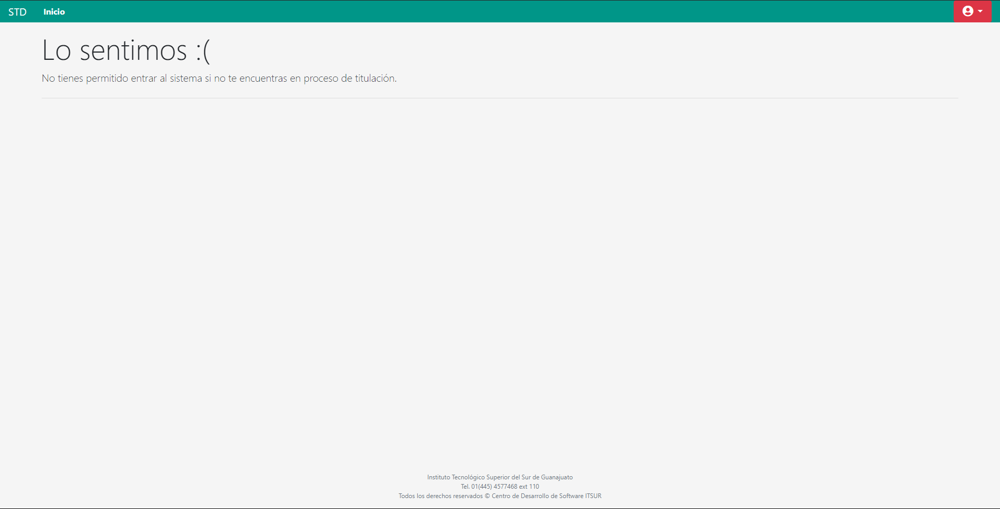 STD Inicio
Lo sentimos :(
No tienes permitido entrar al sistema si no te encuentras en proceso de titulación.
Instituto Tecnológico Superior del Sur de Guanajuato
Tel. 01(445) 4577468 ext 110
Todos los derechos reservados © Centro de Desarrollo de Software ITSUR